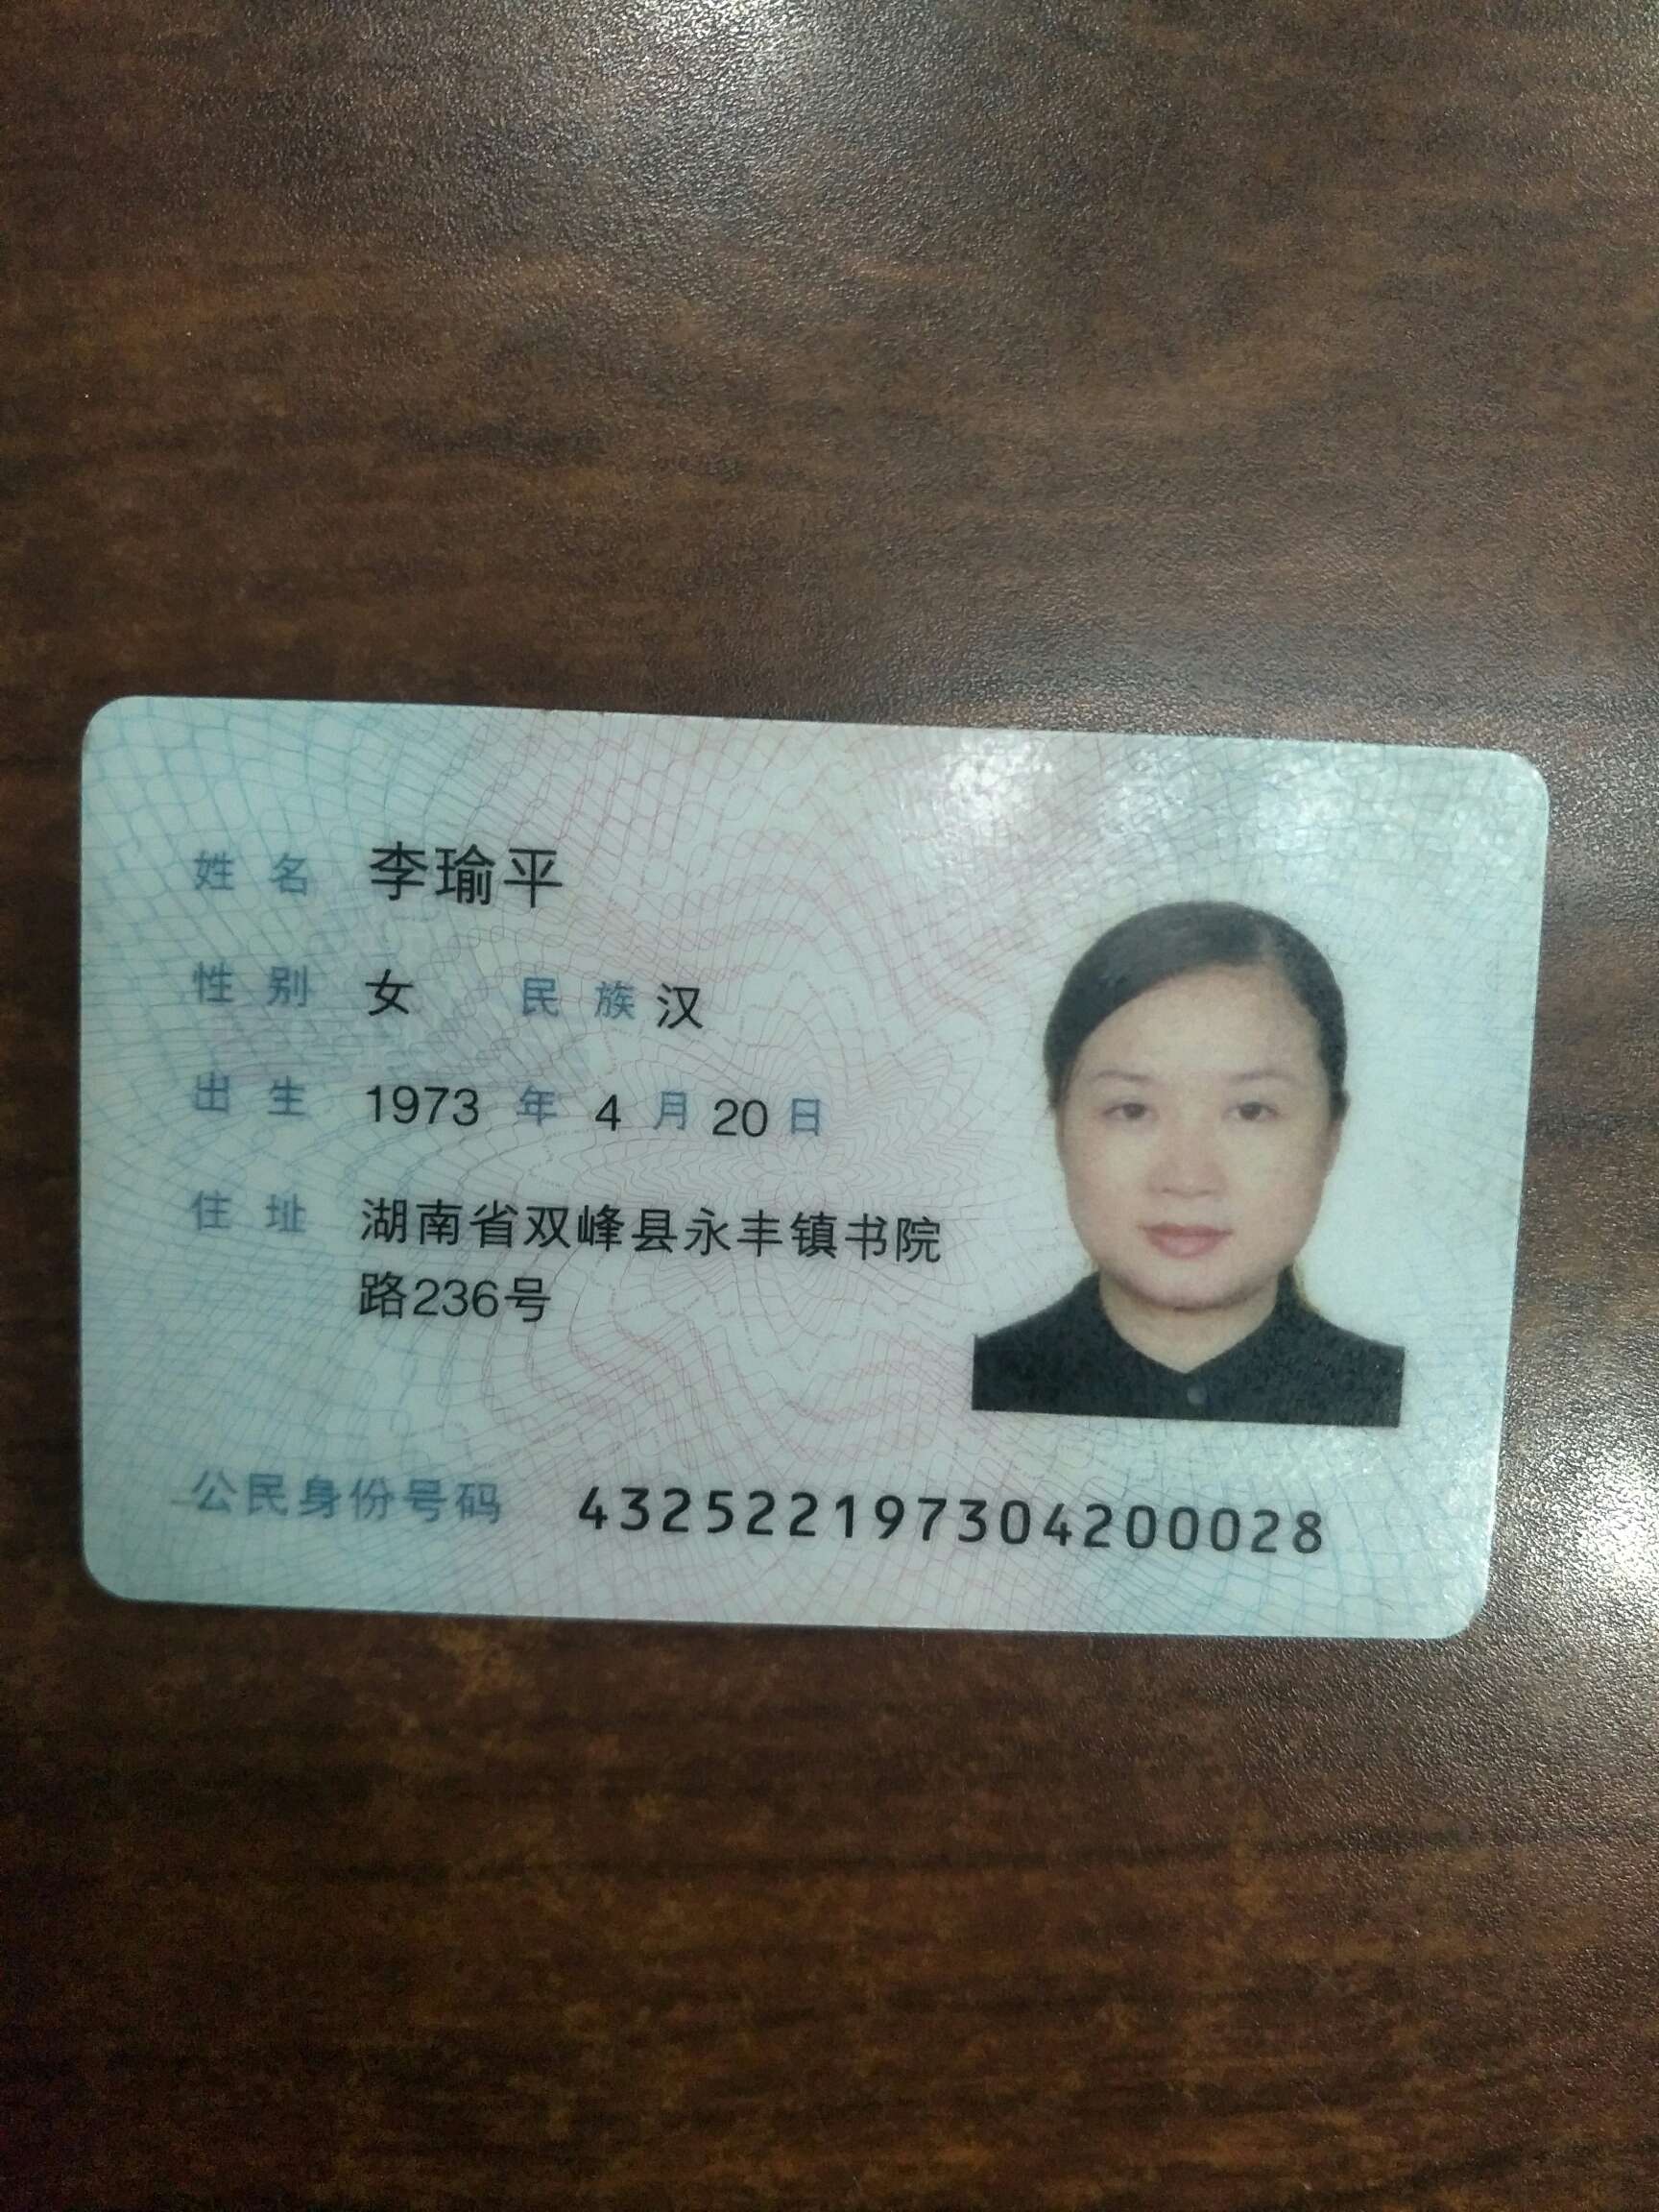 姓名 李瑜平
性别 女 民族 汉
出生 1973 年 4 月 20 日
住址 湖南省双峰县永丰镇书院
路236号
公民身份号码 432522197304200028